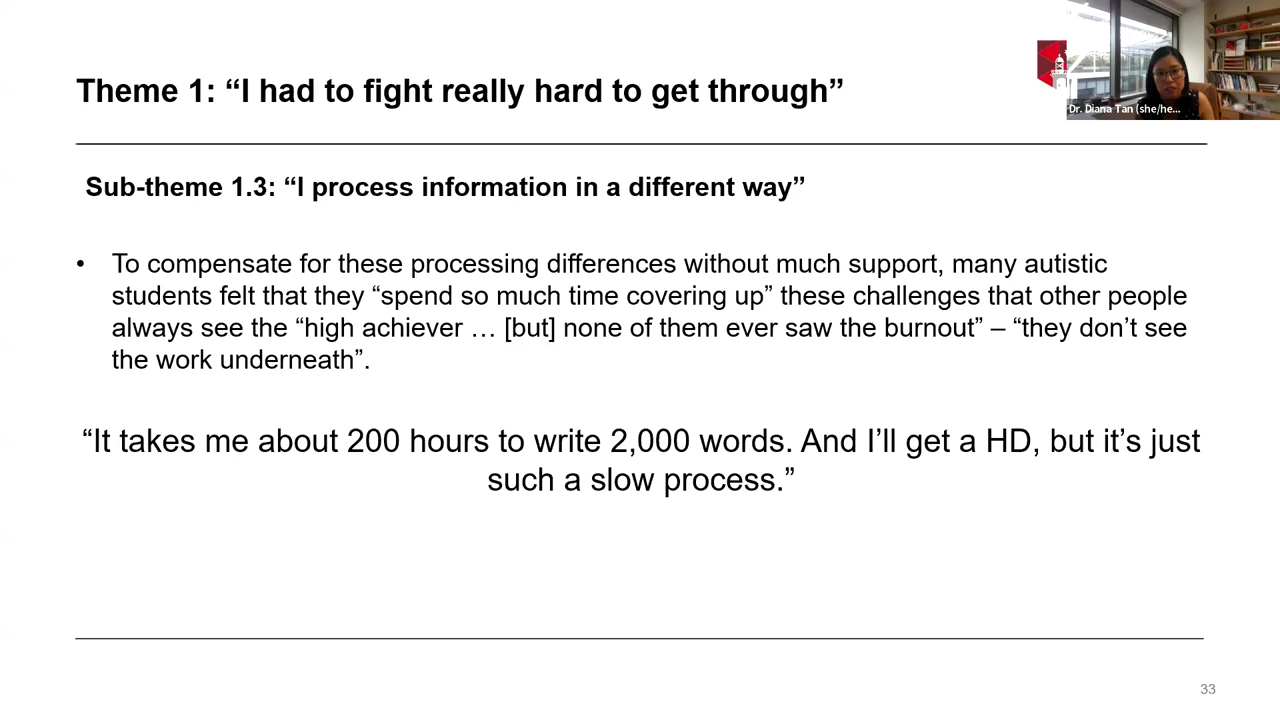 Theme 1: “I had to fight really hard to get through”
Dr. Diana Tan (she/he...
Sub-theme 1.3: “I process information in a different way”
• To compensate for these processing differences without much support, many autistic
students felt that they “spend so much time covering up” these challenges that other people
always see the “high achiever … [but] none of them ever saw the burnout” – “they don’t see
the work underneath”.
“It takes me about 200 hours to write 2,000 words. And I’ll get a HD, but it’s just
such a slow process.”
33